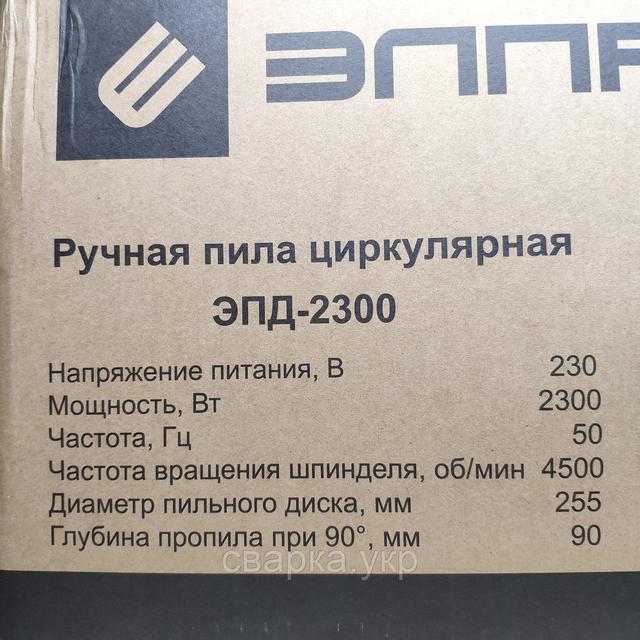 Ручная пила циркулярная
ЭПД-2300
Напряжение питания, В 230
Мощность, Вт 2300
Частота, Гц 50
Частота вращения шпинделя, об/мин 4500
Диаметр пильного диска, мм 255
Глубина пропила при 90°, мм 90
сварка.укр